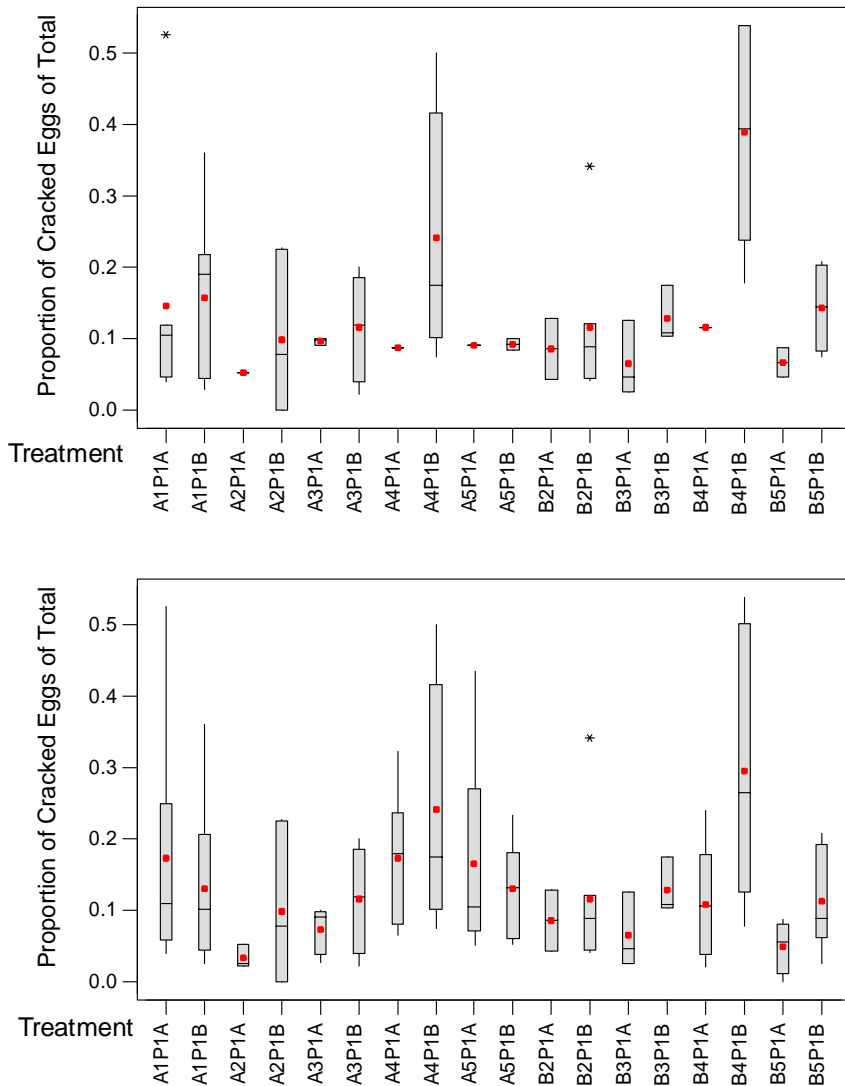 Proportion of Cracked Eggs of Total
0.5
0.4
0.3
0.2
0.1
0.0
Treatment
A1P1A
A1P1B
A2P1A
A2P1B
A3P1A
A3P1B
A4P1A
A4P1B
A5P1A
A5P1B
B2P1A
B2P1B
B3P1A
B3P1B
B4P1A
B4P1B
B5P1A
B5P1B
Proportion of Cracked Eggs of Total
0.5
0.4
0.3
0.2
0.1
0.0
Treatment
A1P1A
A1P1B
A2P1A
A2P1B
A3P1A
A3P1B
A4P1A
A4P1B
A5P1A
A5P1B
B2P1A
B2P1B
B3P1A
B3P1B
B4P1A
B4P1B
B5P1A
B5P1B